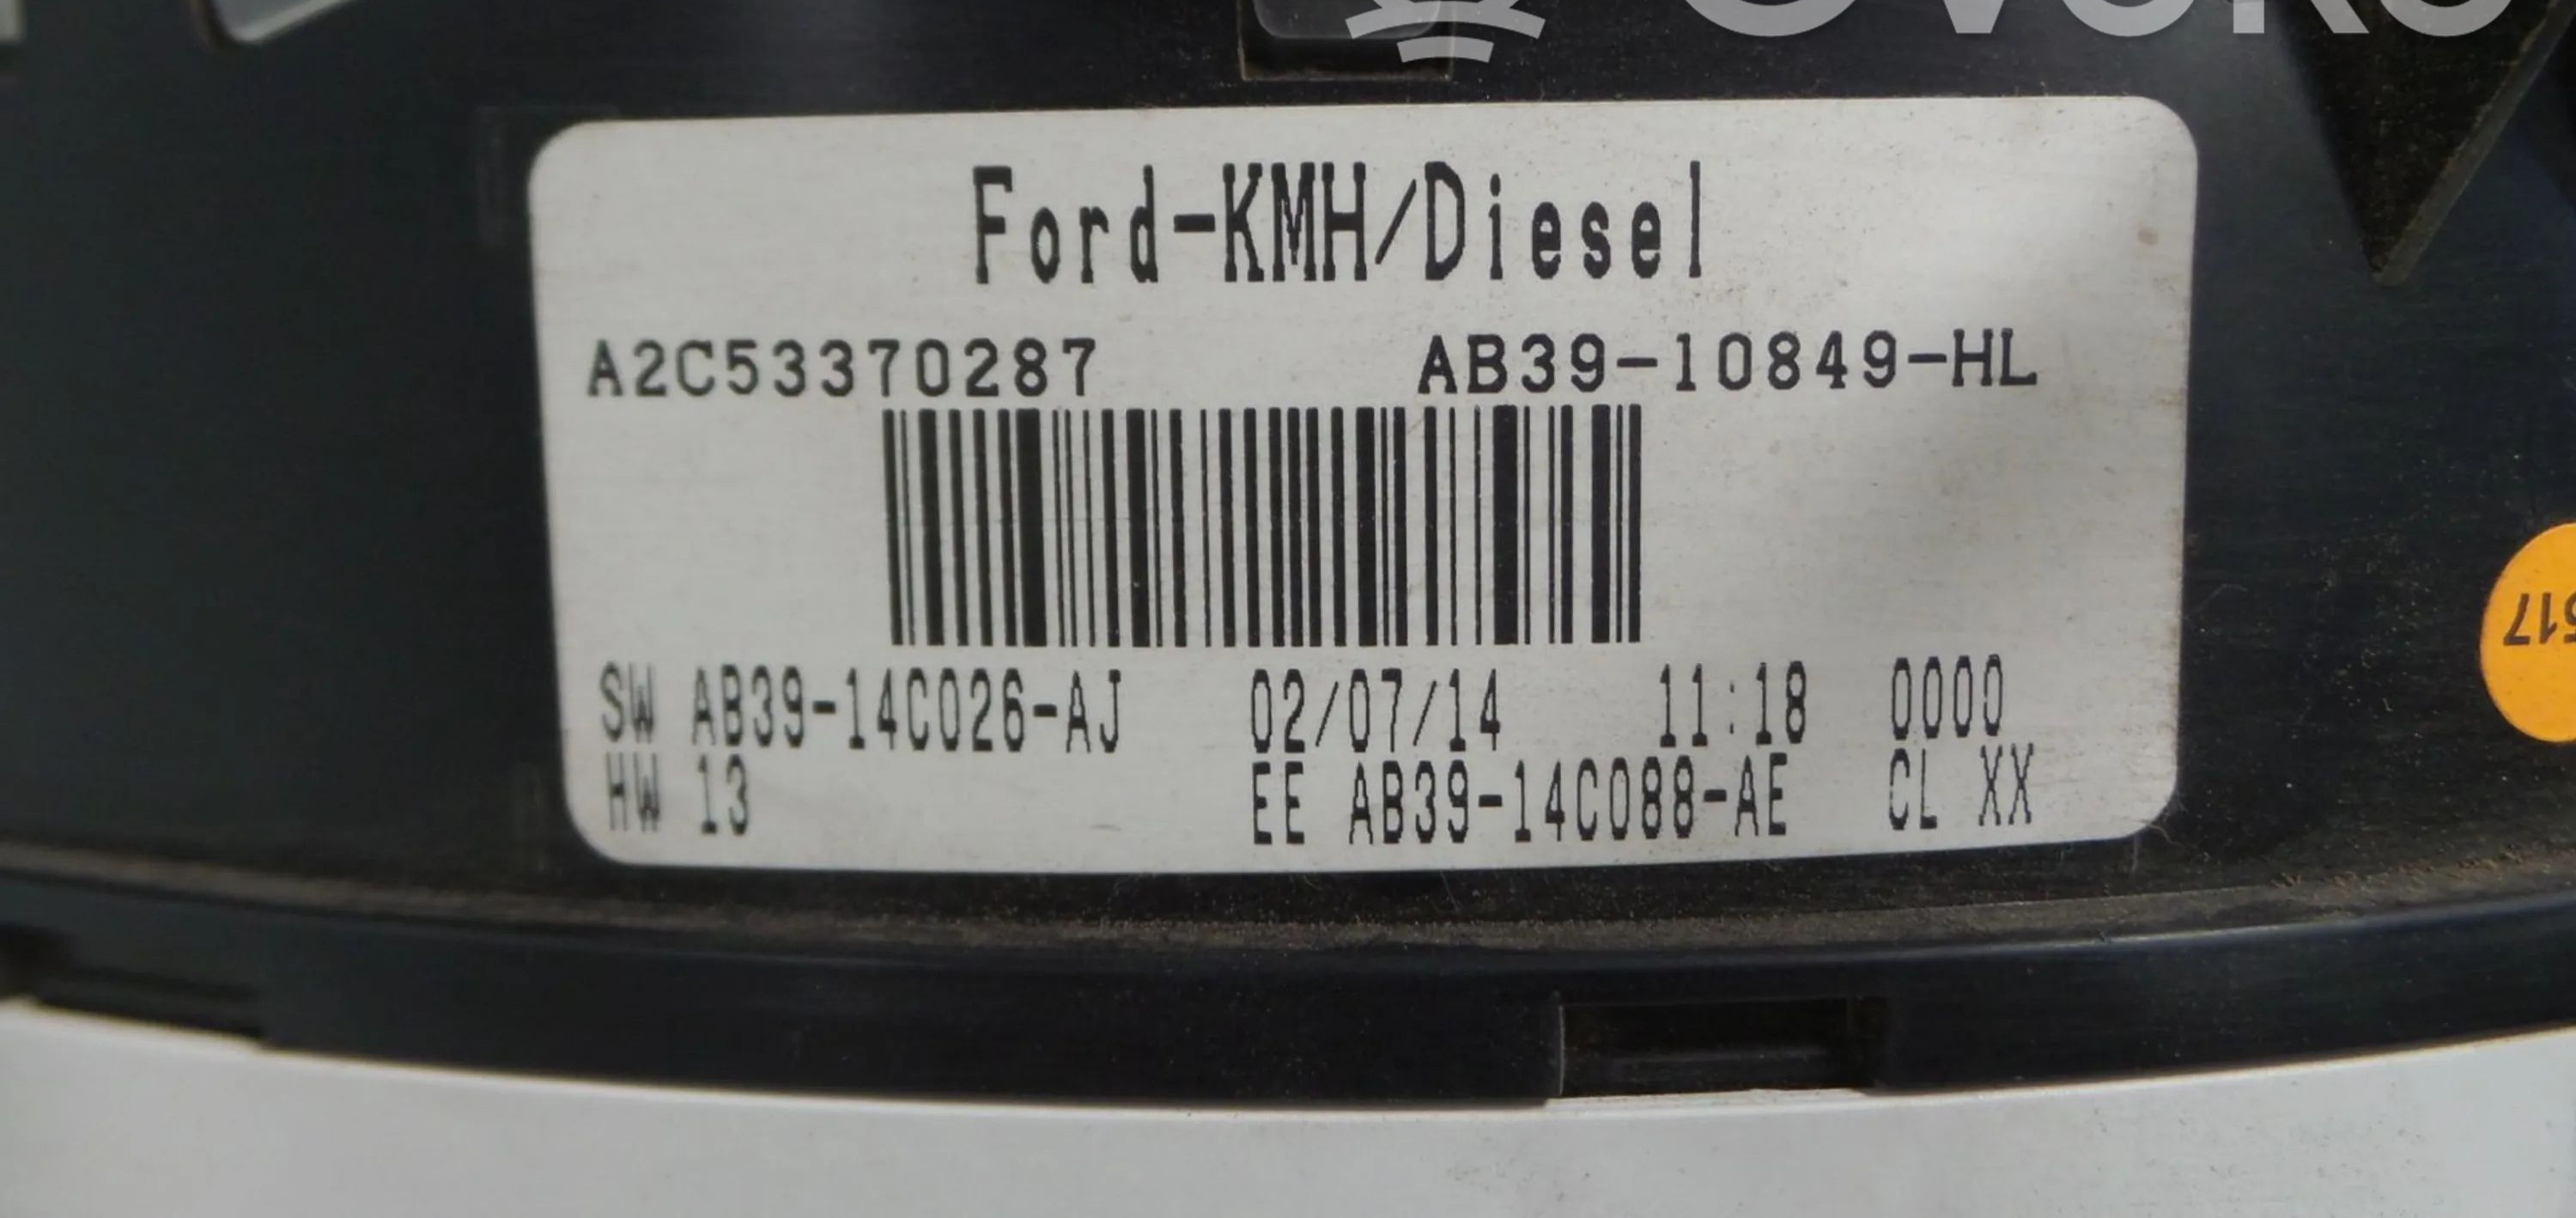 Ford-KMH/Diesel
A2C53370287 AB39-10849-HL
SW AB39-14C026-AJ 02/07/14 11:18 0000
HW 13 EE AB39-14C088-AE CL XX
517